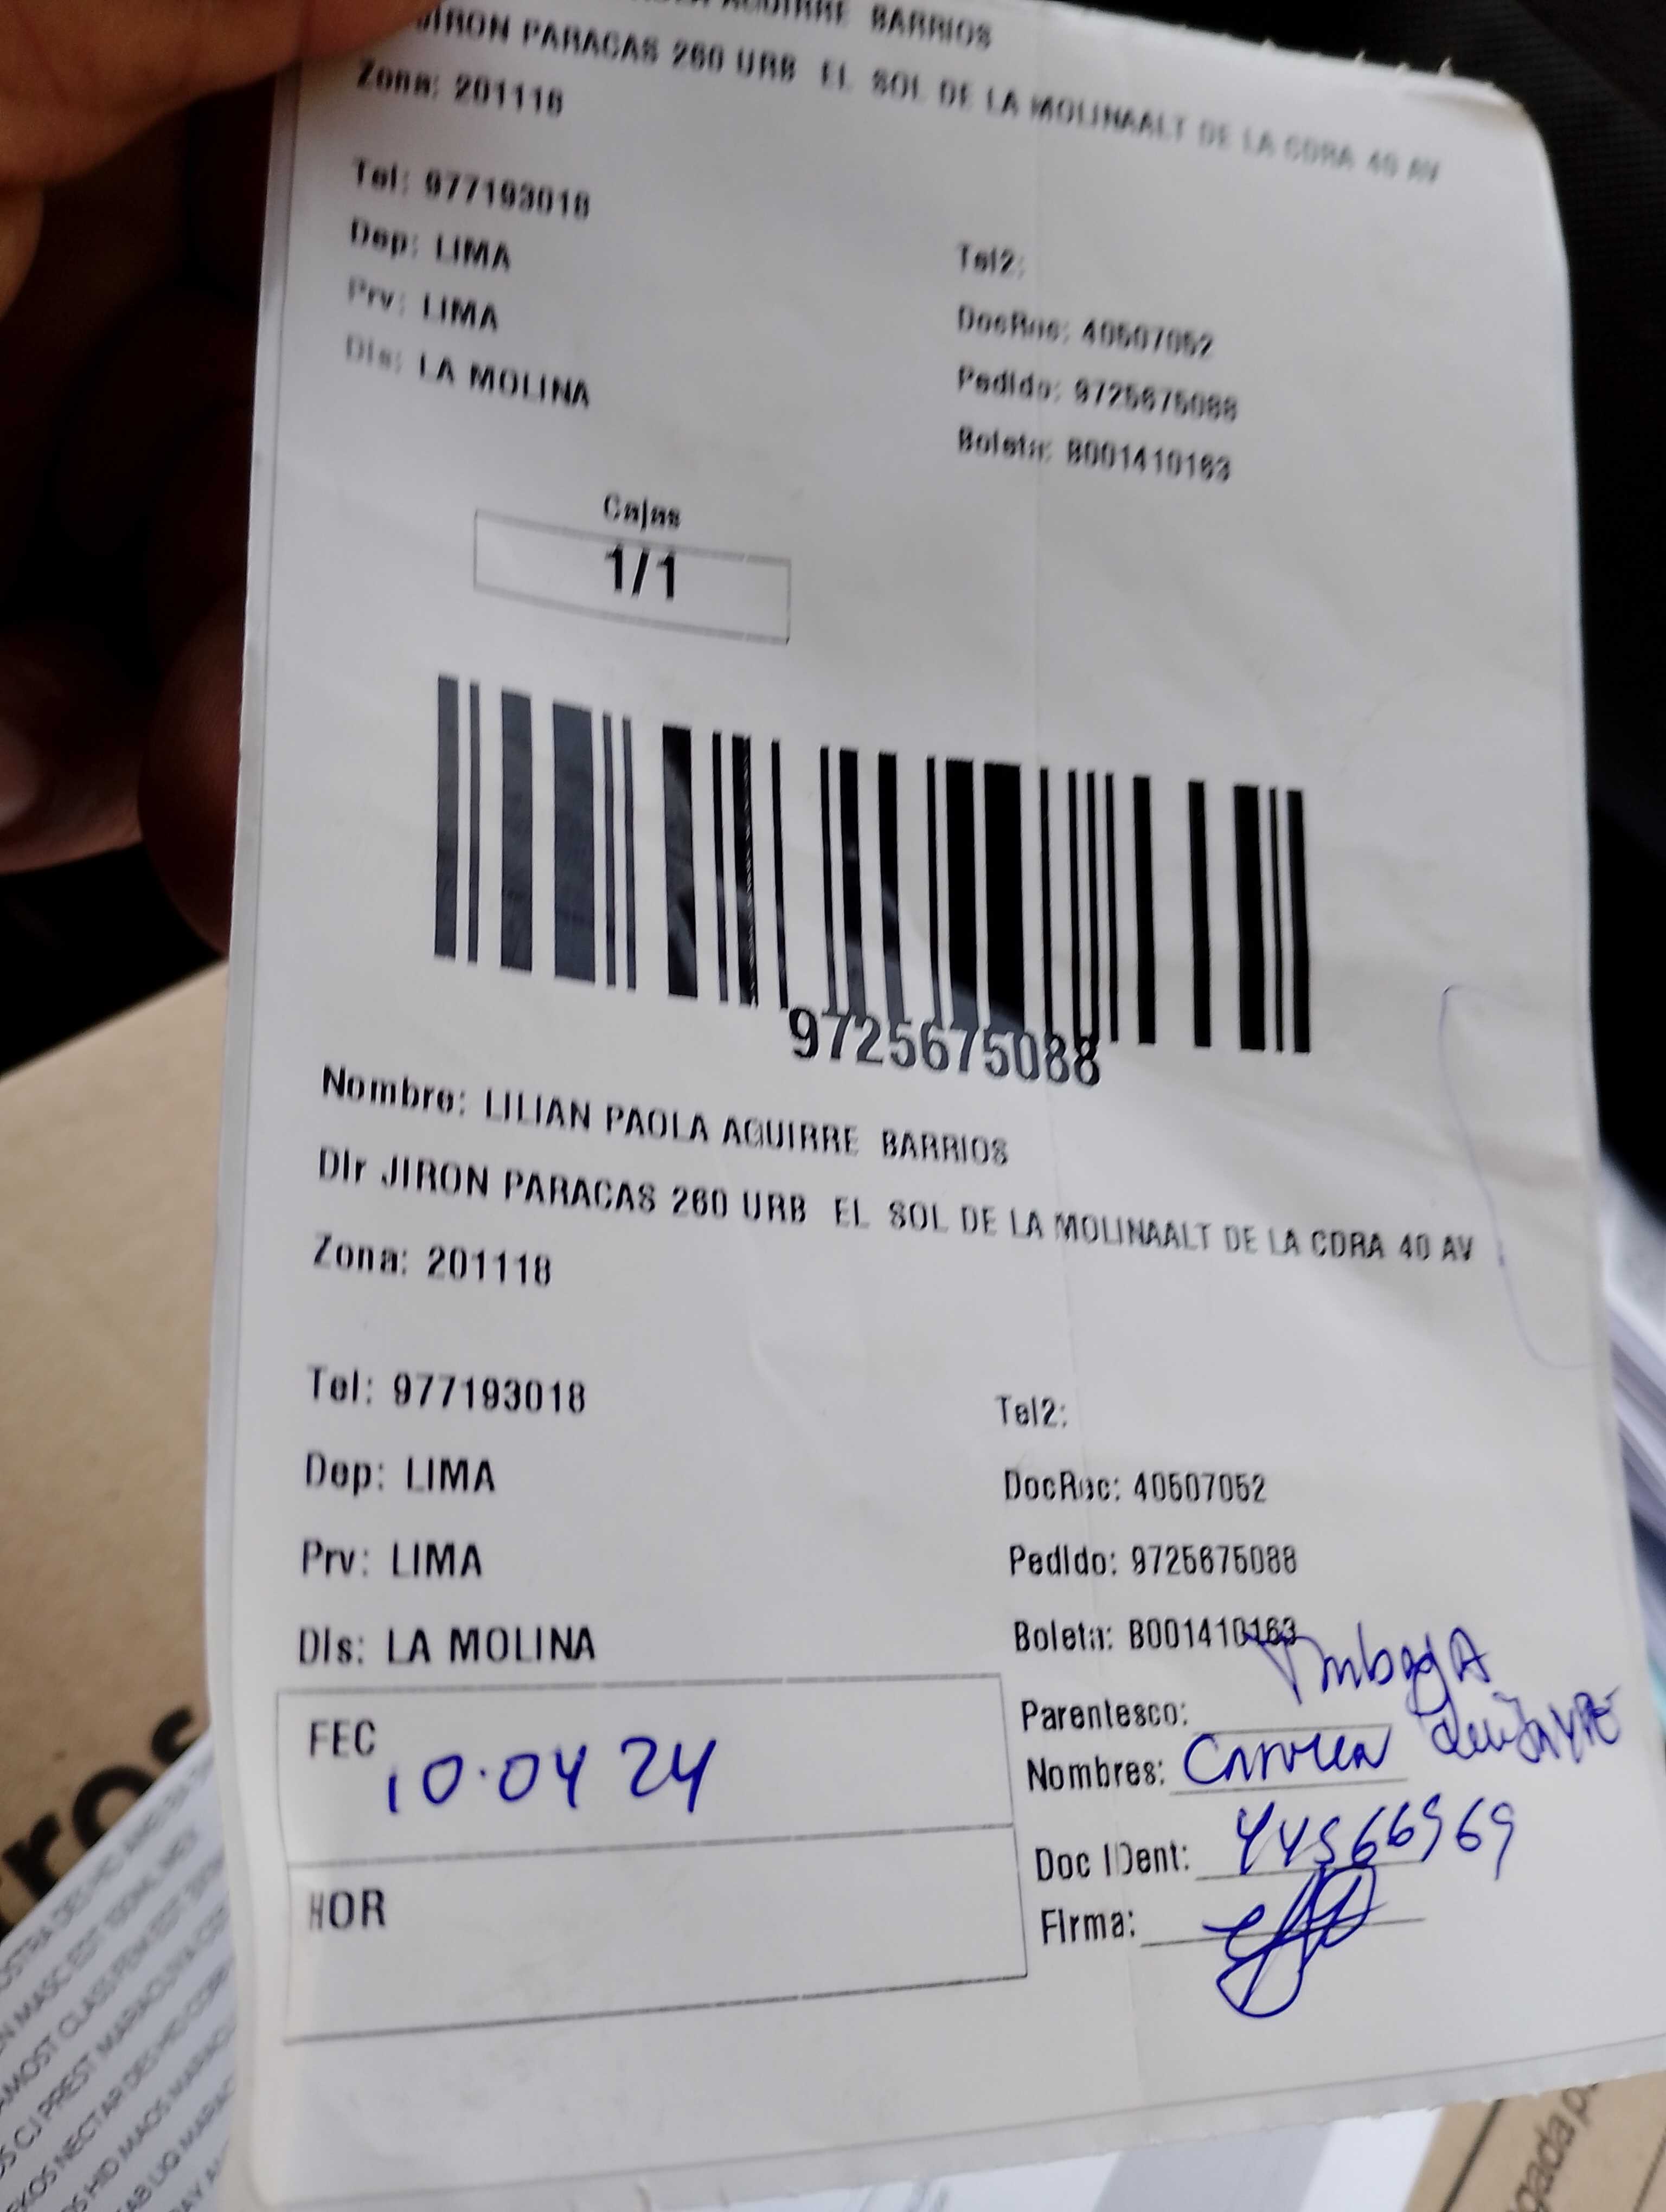 AGUIRRE BARRIOS
JIRON PARACAS 260 URB EL SOL DE LA MOLINAALT DE LA CDRA 40 AV
Zona: 201118
Tel: 977193018
Tel2:
Dep: LIMA
DocRec: 40507052
Prv: LIMA
Pedido: 9725675088
Dis: LA MOLINA
Boleta: B001410163
Cajas
1/1
9725675088
Nombre: LILIAN PAOLA AGUIRRE BARRIOS
Dir JIRON PARACAS 260 URB EL SOL DE LA MOLINAALT DE LA CDRA 40 AV
Zona: 201118
Tel: 977193018
Tel2:
Dep: LIMA
DocRec: 40507052
Prv: LIMA
Pedido: 9725675088
Dis: LA MOLINA
Boleta: B001410163
Parentesco:
FEC 10.04 24
Nombres:
Doc IDent: 44566969
HOR
Firma:
ros
gada p